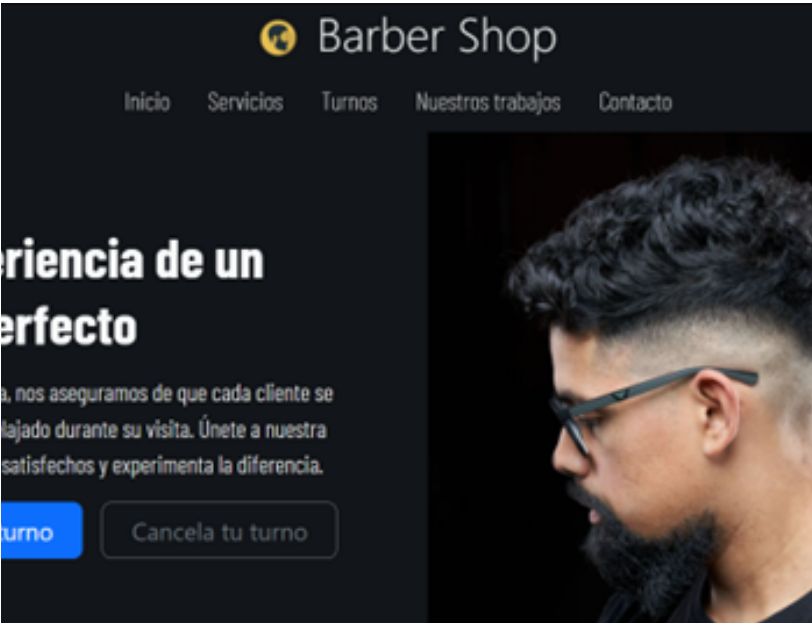 Barber Shop
Inicio Servicios Turnos Nuestros trabajos Contacto
eriencia de un
erfecto
a, nos aseguramos de que cada cliente se
lajado durante su visita. Únete a nuestra
satisfechos y experimenta la diferencia.
turno Cancela tu turno